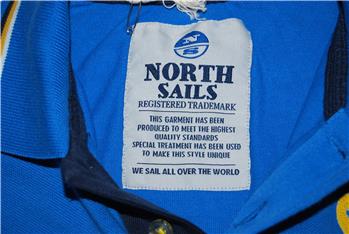 NORTH
SAILS
REGISTERED TRADEMARK
THIS GARMENT HAS BEEN
PRODUCED TO MEET THE HIGHEST
QUALITY STANDARDS
SPECIAL TREATMENT HAS BEEN USED
TO MAKE THIS STYLE UNIQUE
WE SAIL ALL OVER THE WORLD